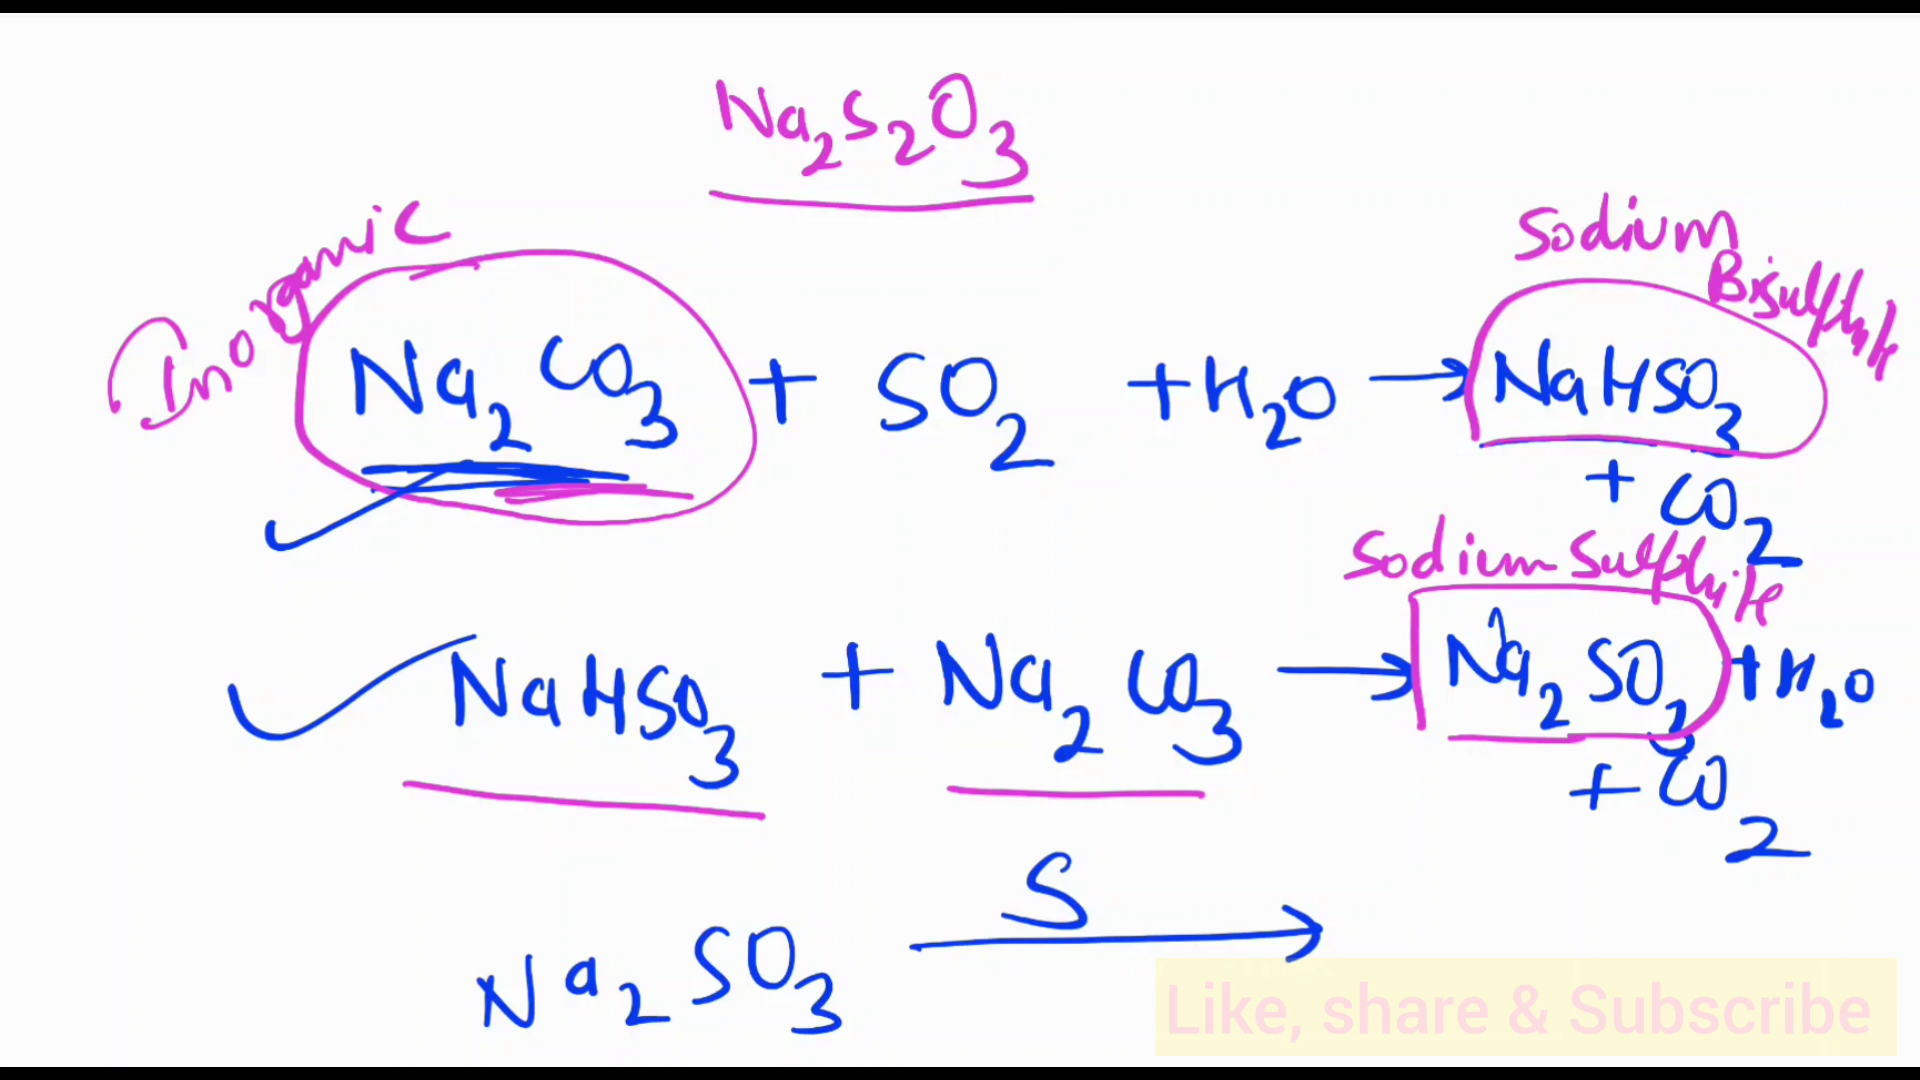 Na₂S₂O₃
Inorganic
Sodium
Bisulphite
Na₂CO₃ + SO₂ + H₂O → NaHSO₃
+ CO₂
Sodium Sulphite
NaHSO₃ + Na₂CO₃ → Na₂SO₃ + H₂O
+ CO₂
Na₂SO₃ S →
Like, share & Subscribe